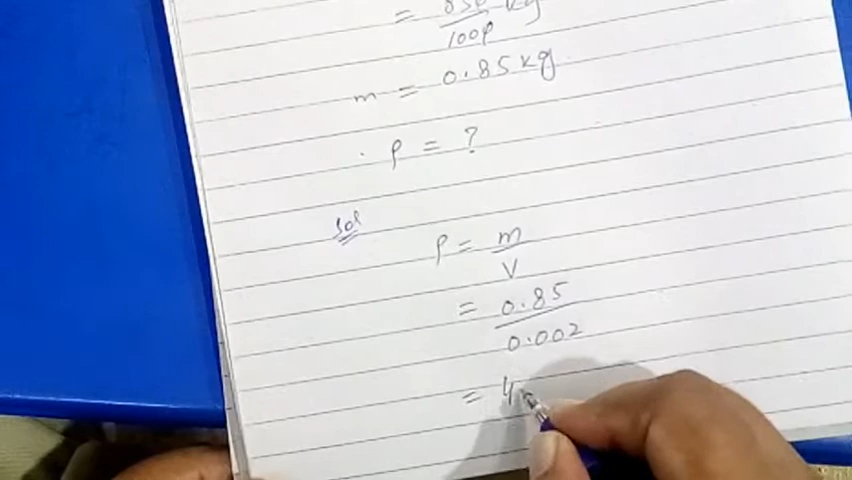 = 850/1000 kg
m = 0.85 kg
ρ = ?
sol
ρ = m/V
= 0.85/0.002
= 4